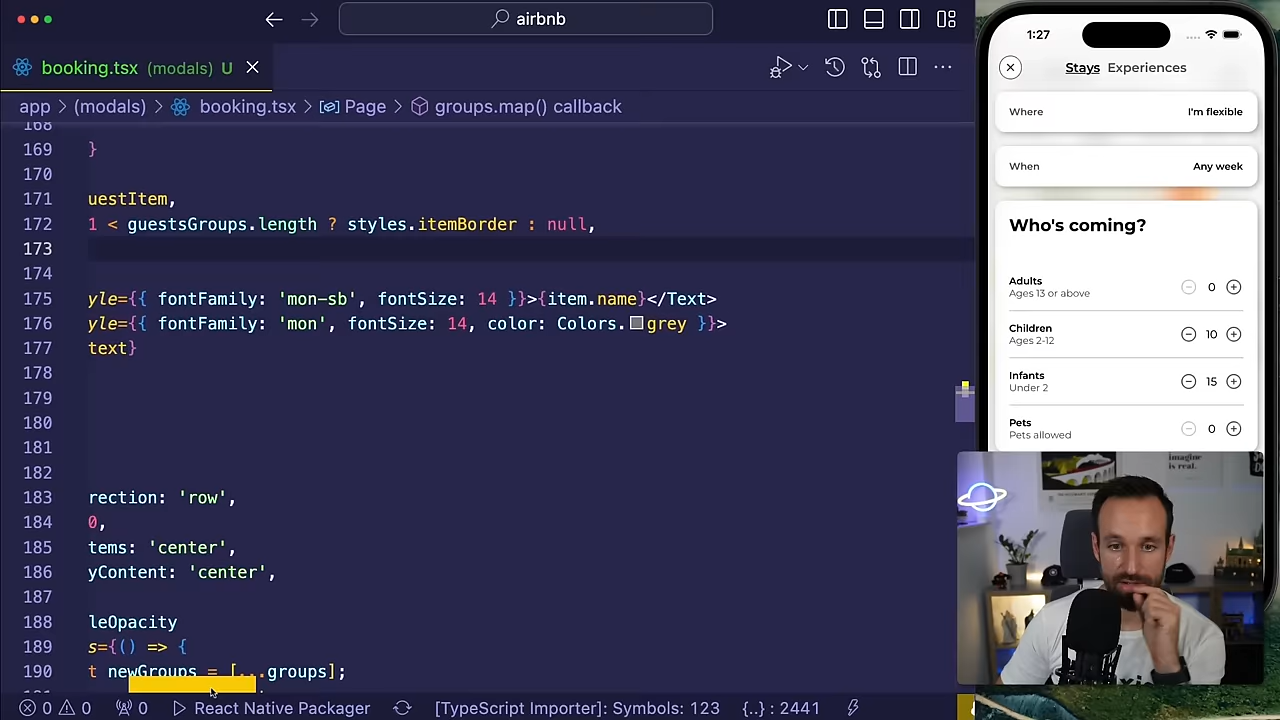 airbnb
booking.tsx (modals) U
app > (modals) > booking.tsx > Page > groups.map() callback
168
169 }
170
171 uestItem,
172 1 < guestsGroups.length ? styles.itemBorder : null,
173
174
175 yle={{ fontFamily: 'mon-sb', fontSize: 14 }}>{item.name}</Text>
176 yle={{ fontFamily: 'mon', fontSize: 14, color: Colors.grey }}>
177 text}
178
179
180
181
182
183 rection: 'row',
184 0,
185 tems: 'center',
186 yContent: 'center',
187
188 leOpacity
189 s={() => {
190 t newGroups = [...groups];
0 0 0 React Native Packager [TypeScript Importer]: Symbols: 123 {..} : 2441
1:27
Stays Experiences
Where I'm flexible
When Any week
Who's coming?
Adults
Ages 13 or above
0
Children
Ages 2-12
10
Infants
Under 2
15
Pets
Pets allowed
0
imagine
is real.